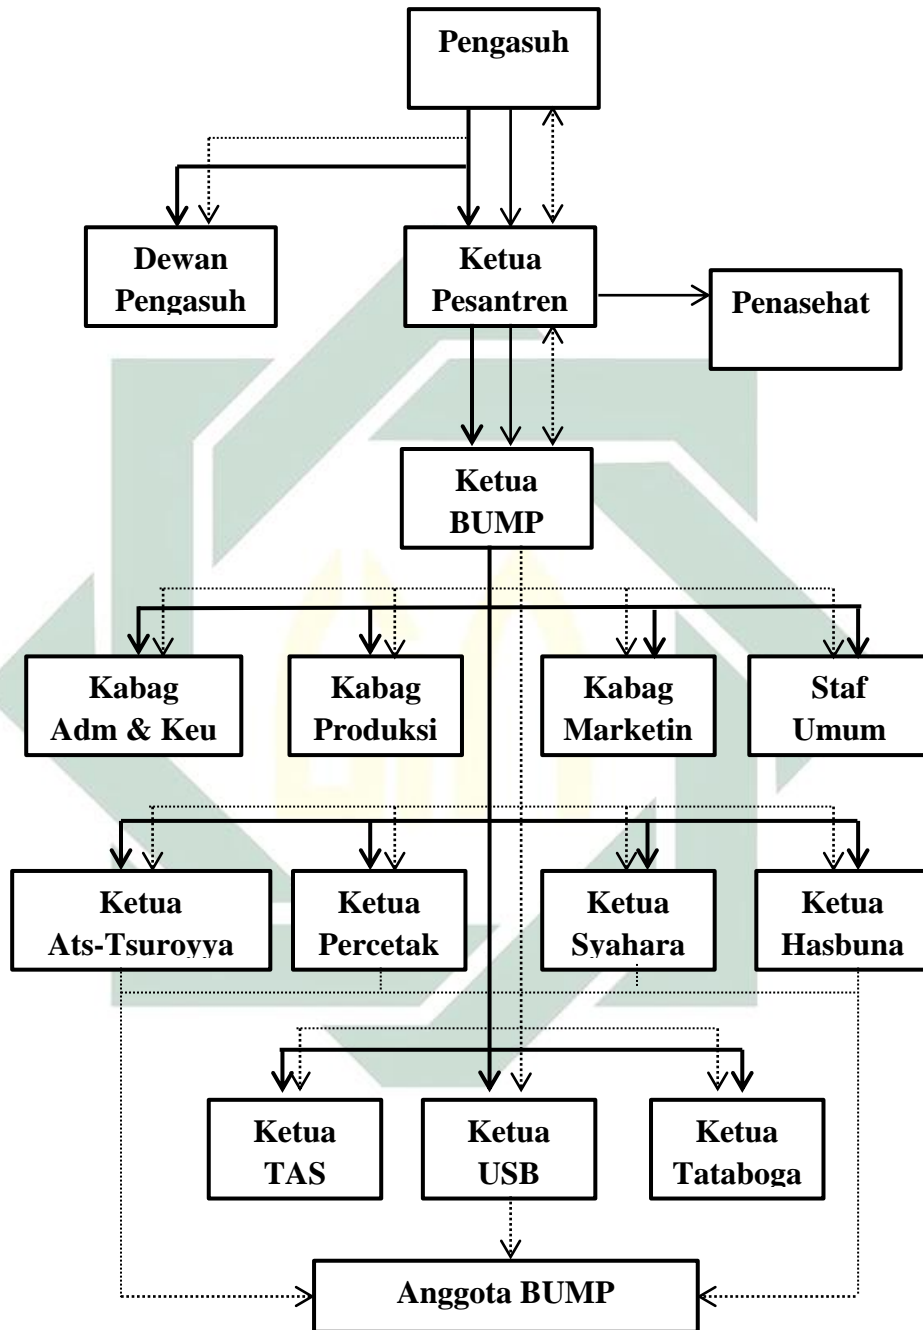 Pengasuh
Dewan
Pengasuh
Ketua
Pesantren
Penasehat
Ketua
BUMP
Kabag
Adm & Keu
Kabag
Produksi
Kabag
Marketin
Staf
Umum
Ketua
Ats-Tsuroyya
Ketua
Percetak
Ketua
Syahara
Ketua
Hasbuna
Ketua
TAS
Ketua
USB
Ketua
Tataboga
Anggota BUMP